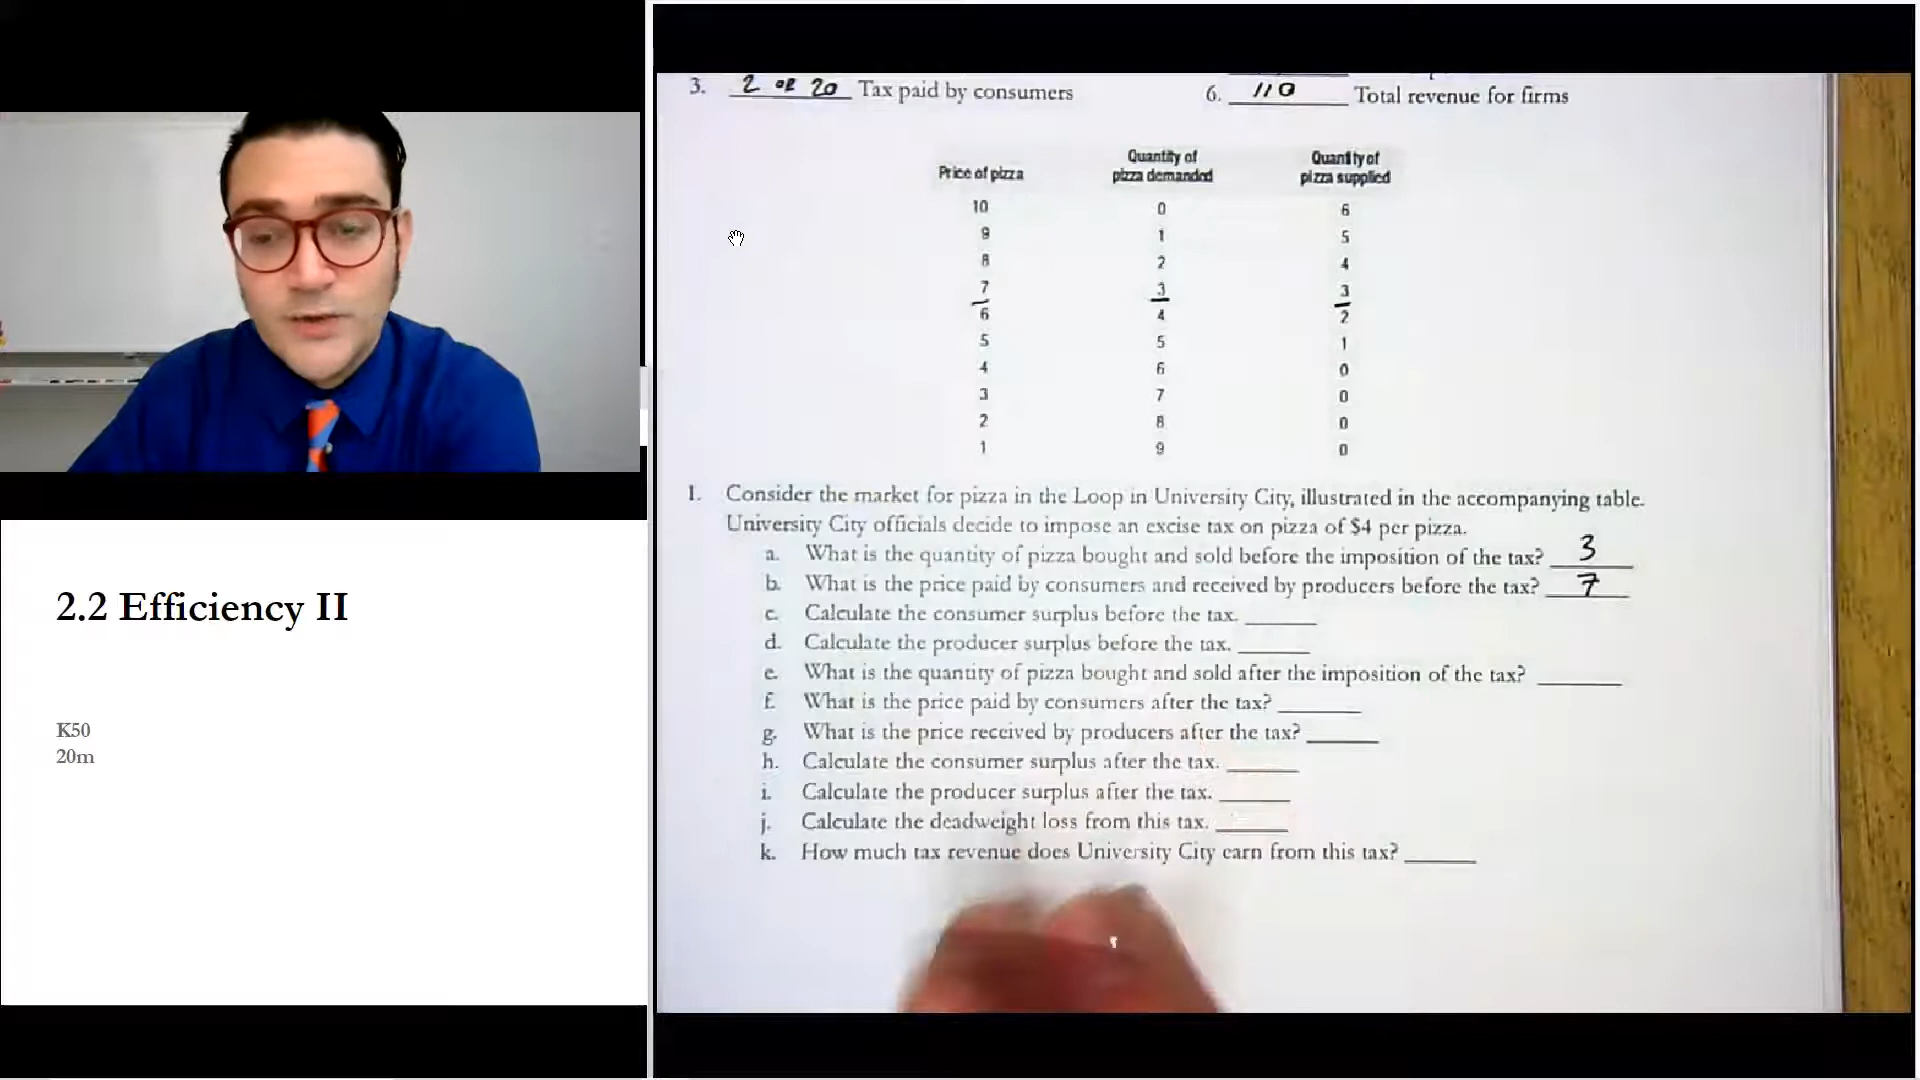 3. 2 OR 20 Tax paid by consumers
6. 110 Total revenue for firms
Price of pizza Quantity of pizza demanded Quantity of pizza supplied
10 0 6
9 1 5
8 2 4
7 3 3
6 4 2
5 5 1
4 6 0
3 7 0
2 8 0
1 9 0
1. Consider the market for pizza in the Loop in University City, illustrated in the accompanying table.
University City officials decide to impose an excise tax on pizza of $4 per pizza.
a. What is the quantity of pizza bought and sold before the imposition of the tax? 3
b. What is the price paid by consumers and received by producers before the tax? 7
c. Calculate the consumer surplus before the tax.
d. Calculate the producer surplus before the tax.
e. What is the quantity of pizza bought and sold after the imposition of the tax?
f. What is the price paid by consumers after the tax?
g. What is the price received by producers after the tax?
h. Calculate the consumer surplus after the tax.
i. Calculate the producer surplus after the tax.
j. Calculate the deadweight loss from this tax.
k. How much tax revenue does University City earn from this tax?
2.2 Efficiency II
K50
20m